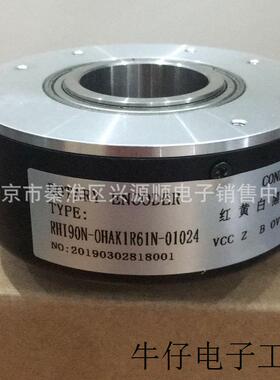 京市秦淮区兴源顺电子销售中
ENCODER
CON
TYPE:
红 黄 白
RHI90N-0HAK1R61N-01024
VCC Z B 0V
NO:20190302818001
牛仔电子工